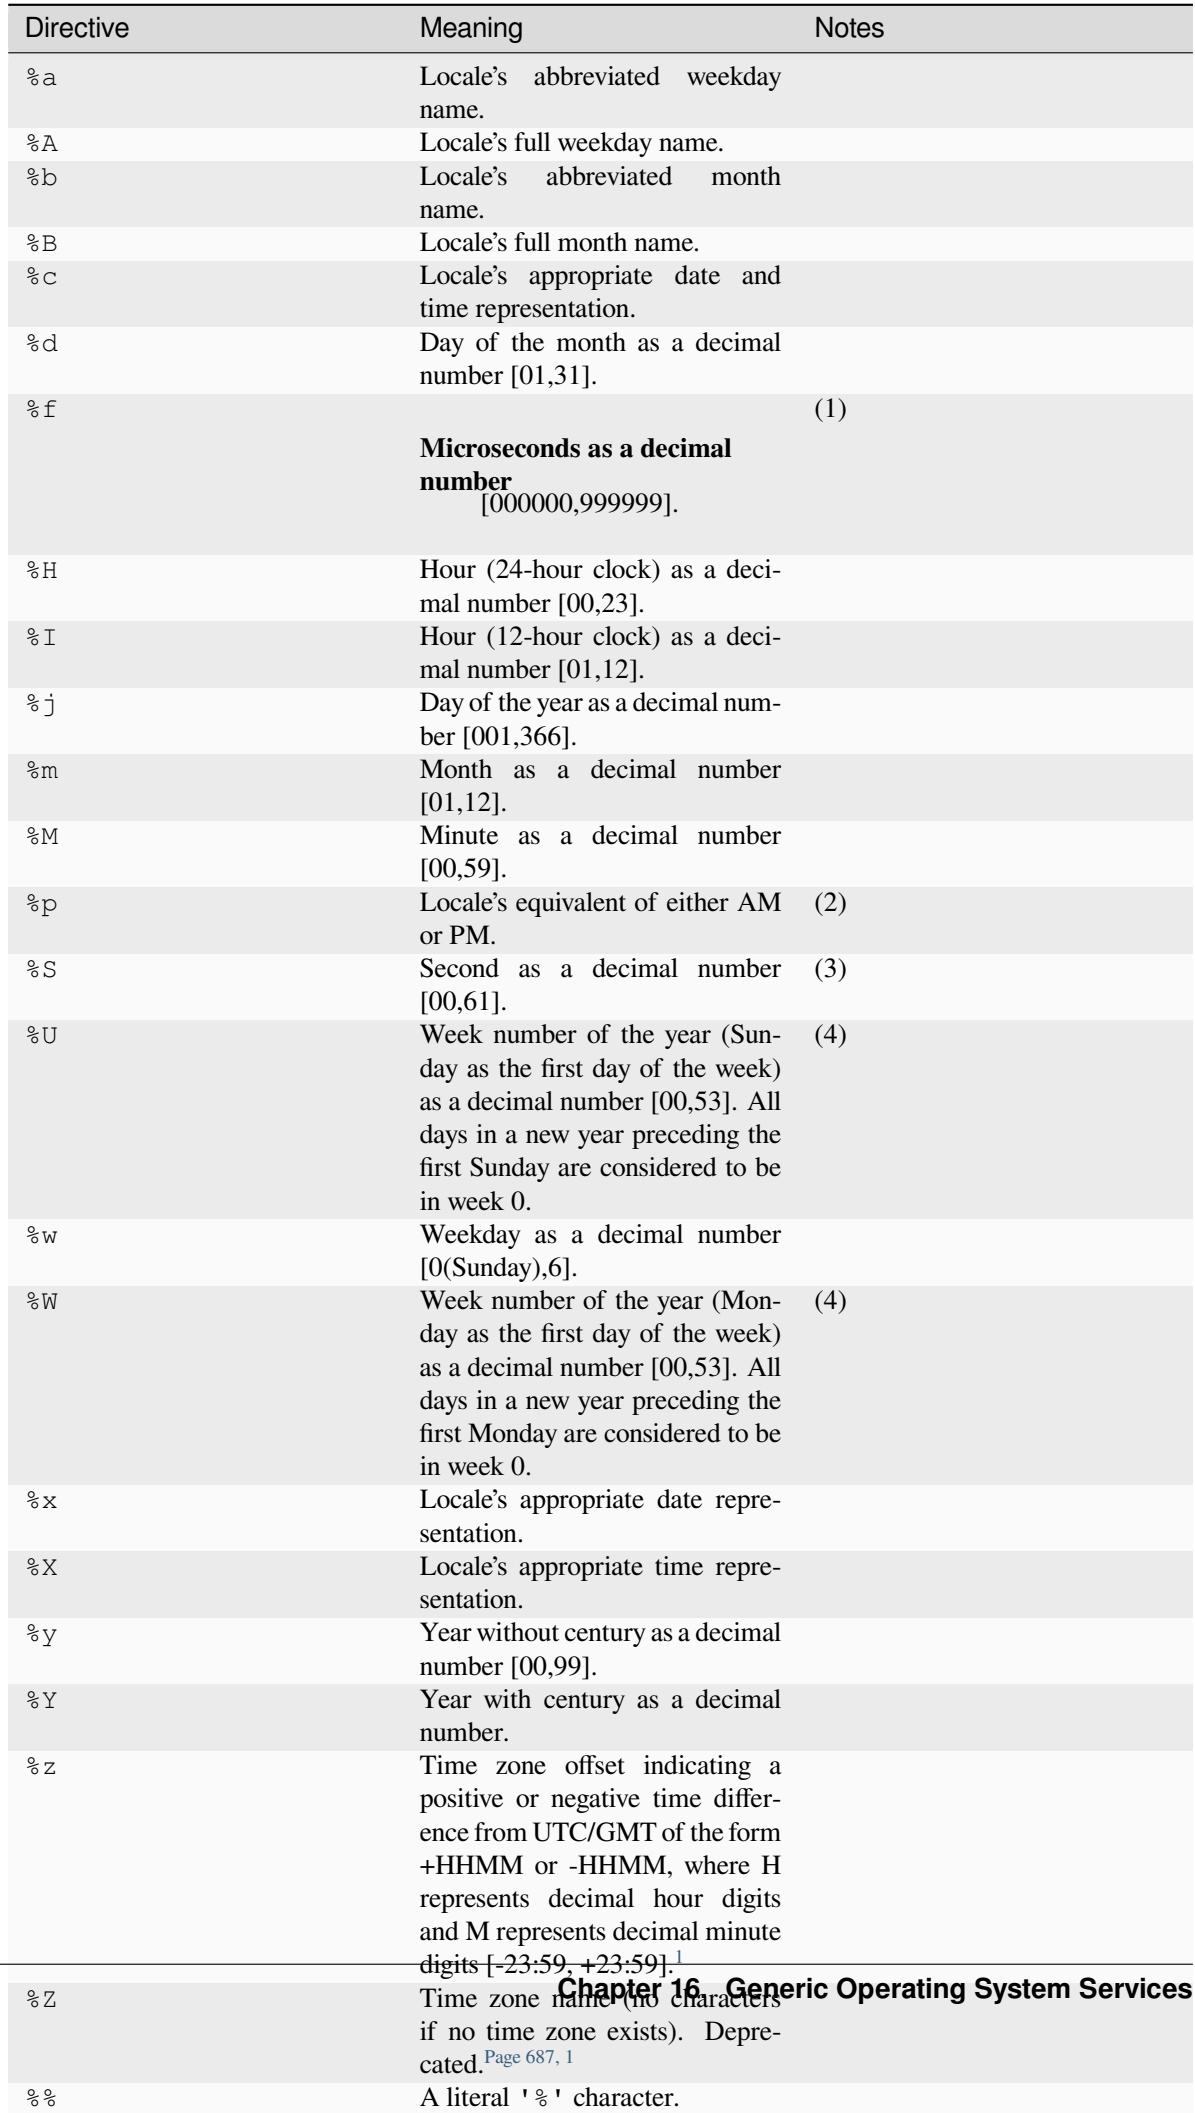 Directive Meaning Notes
%a Locale's abbreviated weekday
name.
%A Locale's full weekday name.
%b Locale's abbreviated month
name.
%B Locale's full month name.
%c Locale's appropriate date and
time representation.
%d Day of the month as a decimal
number [01,31].
%f (1)
Microseconds as a decimal
number
[000000,999999].
%H Hour (24-hour clock) as a deci-
mal number [00,23].
%I Hour (12-hour clock) as a deci-
mal number [01,12].
%j Day of the year as a decimal num-
ber [001,366].
%m Month as a decimal number
[01,12].
%M Minute as a decimal number
[00,59].
%p Locale's equivalent of either AM (2)
or PM.
%S Second as a decimal number (3)
[00,61].
%U Week number of the year (Sun- (4)
day as the first day of the week)
as a decimal number [00,53]. All
days in a new year preceding the
first Sunday are considered to be
in week 0.
%w Weekday as a decimal number
[0(Sunday),6].
%W Week number of the year (Mon- (4)
day as the first day of the week)
as a decimal number [00,53]. All
days in a new year preceding the
first Monday are considered to be
in week 0.
%x Locale's appropriate date repre-
sentation.
%X Locale's appropriate time repre-
sentation.
%y Year without century as a decimal
number [00,99].
%Y Year with century as a decimal
number.
%z Time zone offset indicating a
positive or negative time differ-
ence from UTC/GMT of the form
+HHMM or -HHMM, where H
represents decimal hour digits
and M represents decimal minute
digits [-23:59, +23:59].1
Chapter 16. Generic Operating System Services
%Z Time zone name (no characters
if no time zone exists). Depre-
cated.Page 687, 1
%% A literal '%' character.